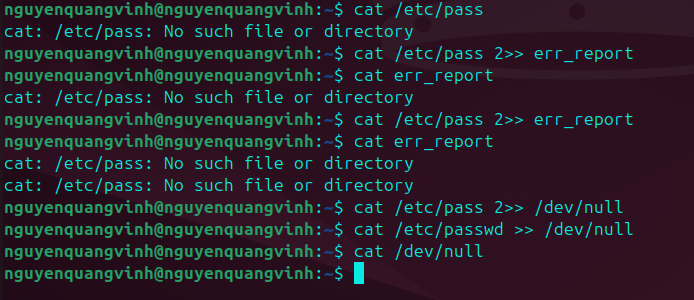 nguyenquangvinh@nguyenquangvinh:~$ cat /etc/pass
cat: /etc/pass: No such file or directory
nguyenquangvinh@nguyenquangvinh:~$ cat /etc/pass 2>> err_report
nguyenquangvinh@nguyenquangvinh:~$ cat err_report
cat: /etc/pass: No such file or directory
nguyenquangvinh@nguyenquangvinh:~$ cat /etc/pass 2>> err_report
nguyenquangvinh@nguyenquangvinh:~$ cat err_report
cat: /etc/pass: No such file or directory
cat: /etc/pass: No such file or directory
nguyenquangvinh@nguyenquangvinh:~$ cat /etc/pass 2>> /dev/null
nguyenquangvinh@nguyenquangvinh:~$ cat /etc/passwd >> /dev/null
nguyenquangvinh@nguyenquangvinh:~$ cat /dev/null
nguyenquangvinh@nguyenquangvinh:~$